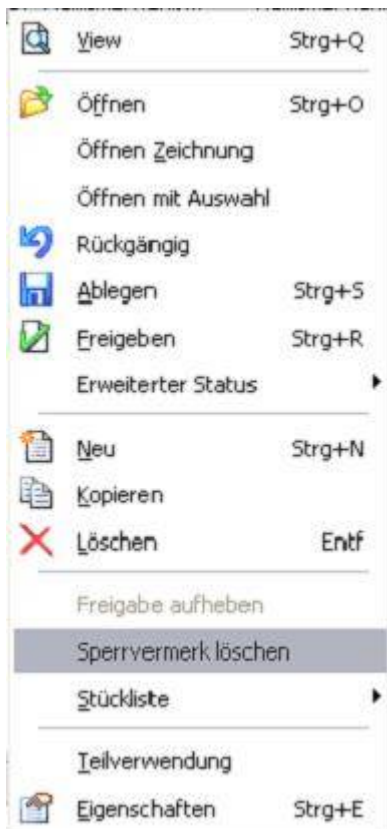 View Strg+Q
Öffnen Strg+O
Öffnen Zeichnung
Öffnen mit Auswahl
Rückgängig
Ablegen Strg+S
Freigeben Strg+R
Erweiterter Status
Neu Strg+N
Kopieren
Löschen Entf
Freigabe aufheben
Sperrvermerk löschen
Stückliste
Teilverwendung
Eigenschaften Strg+E